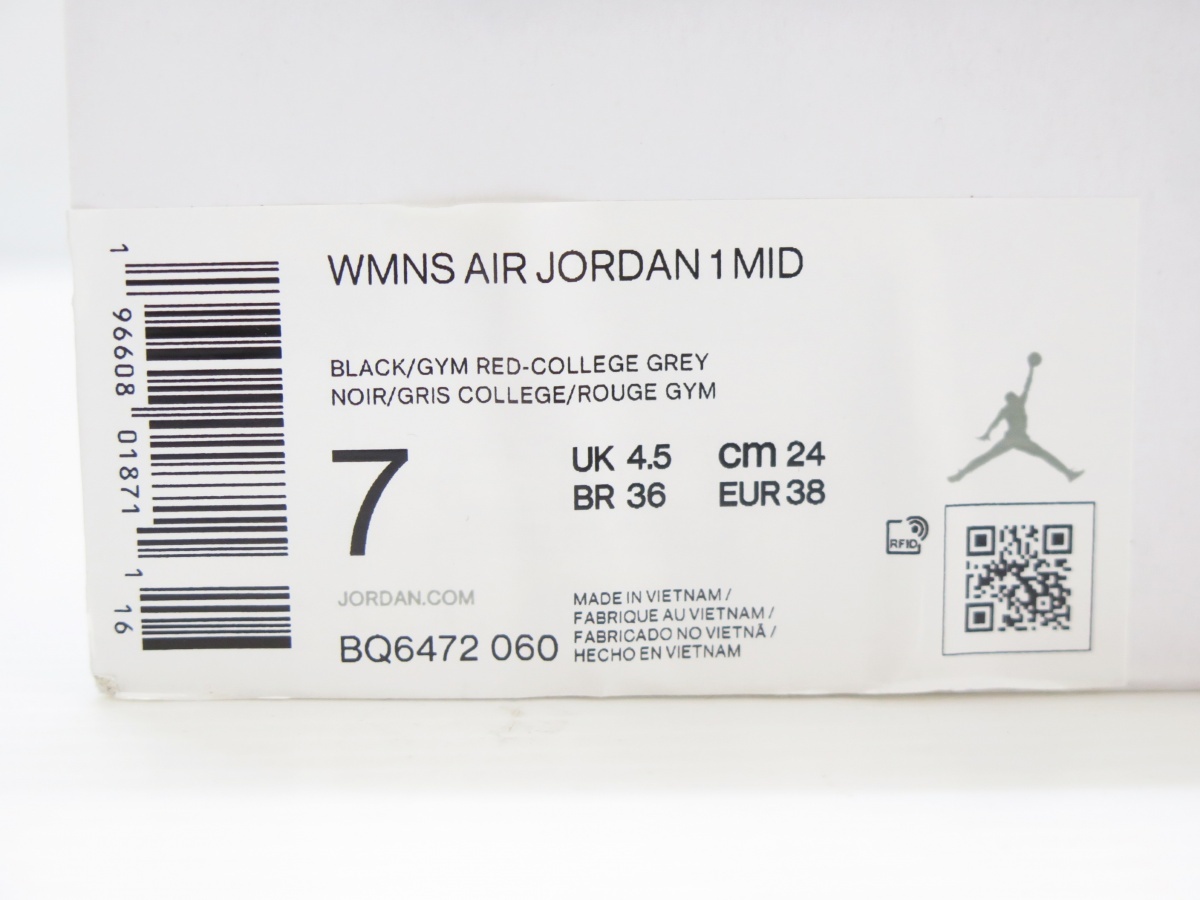 WMNS AIR JORDAN 1 MID
BLACK/GYM RED-COLLEGE GREY
NOIR/GRIS COLLEGE/ROUGE GYM
7
UK 4.5 cm 24
BR 36 EUR 38
JORDAN.COM
BQ6472 060
MADE IN VIETNAM /
FABRIQUE AU VIETNAM /
FABRICADO NO VIETNÃ /
HECHO EN VIETNAM
RFID
1 96608 01871 1 16